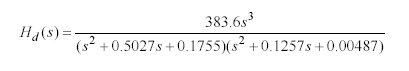 H_d(s) = 383.6s^3 / (s^2 + 0.5027s + 0.1755)(s^2 + 0.1257s + 0.00487)